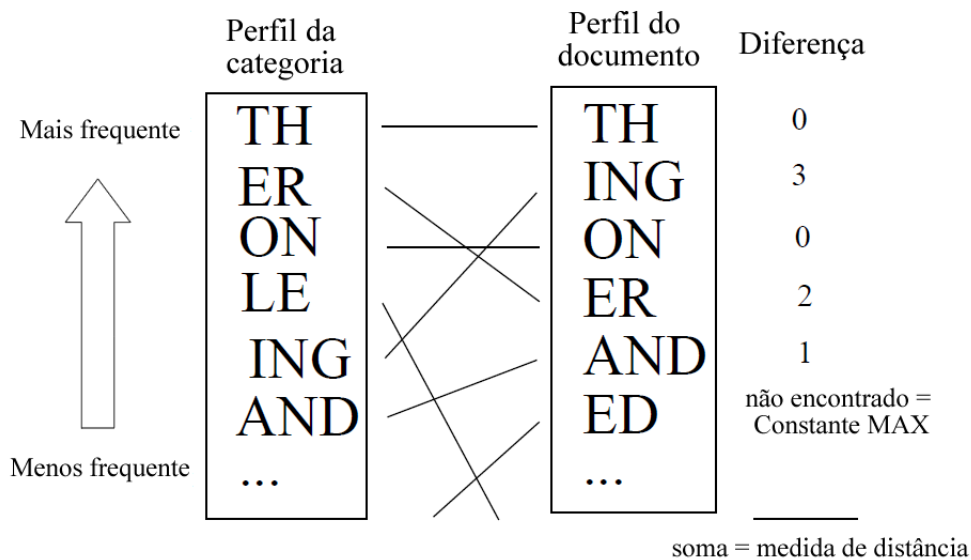 Perfil da
categoria
Perfil do
documento
Diferença
Mais frequente
Menos frequente
TH
ER
ON
LE
ING
AND
...
TH
ING
ON
ER
AND
ED
...
0
3
0
2
1
não encontrado =
Constante MAX
soma = medida de distância